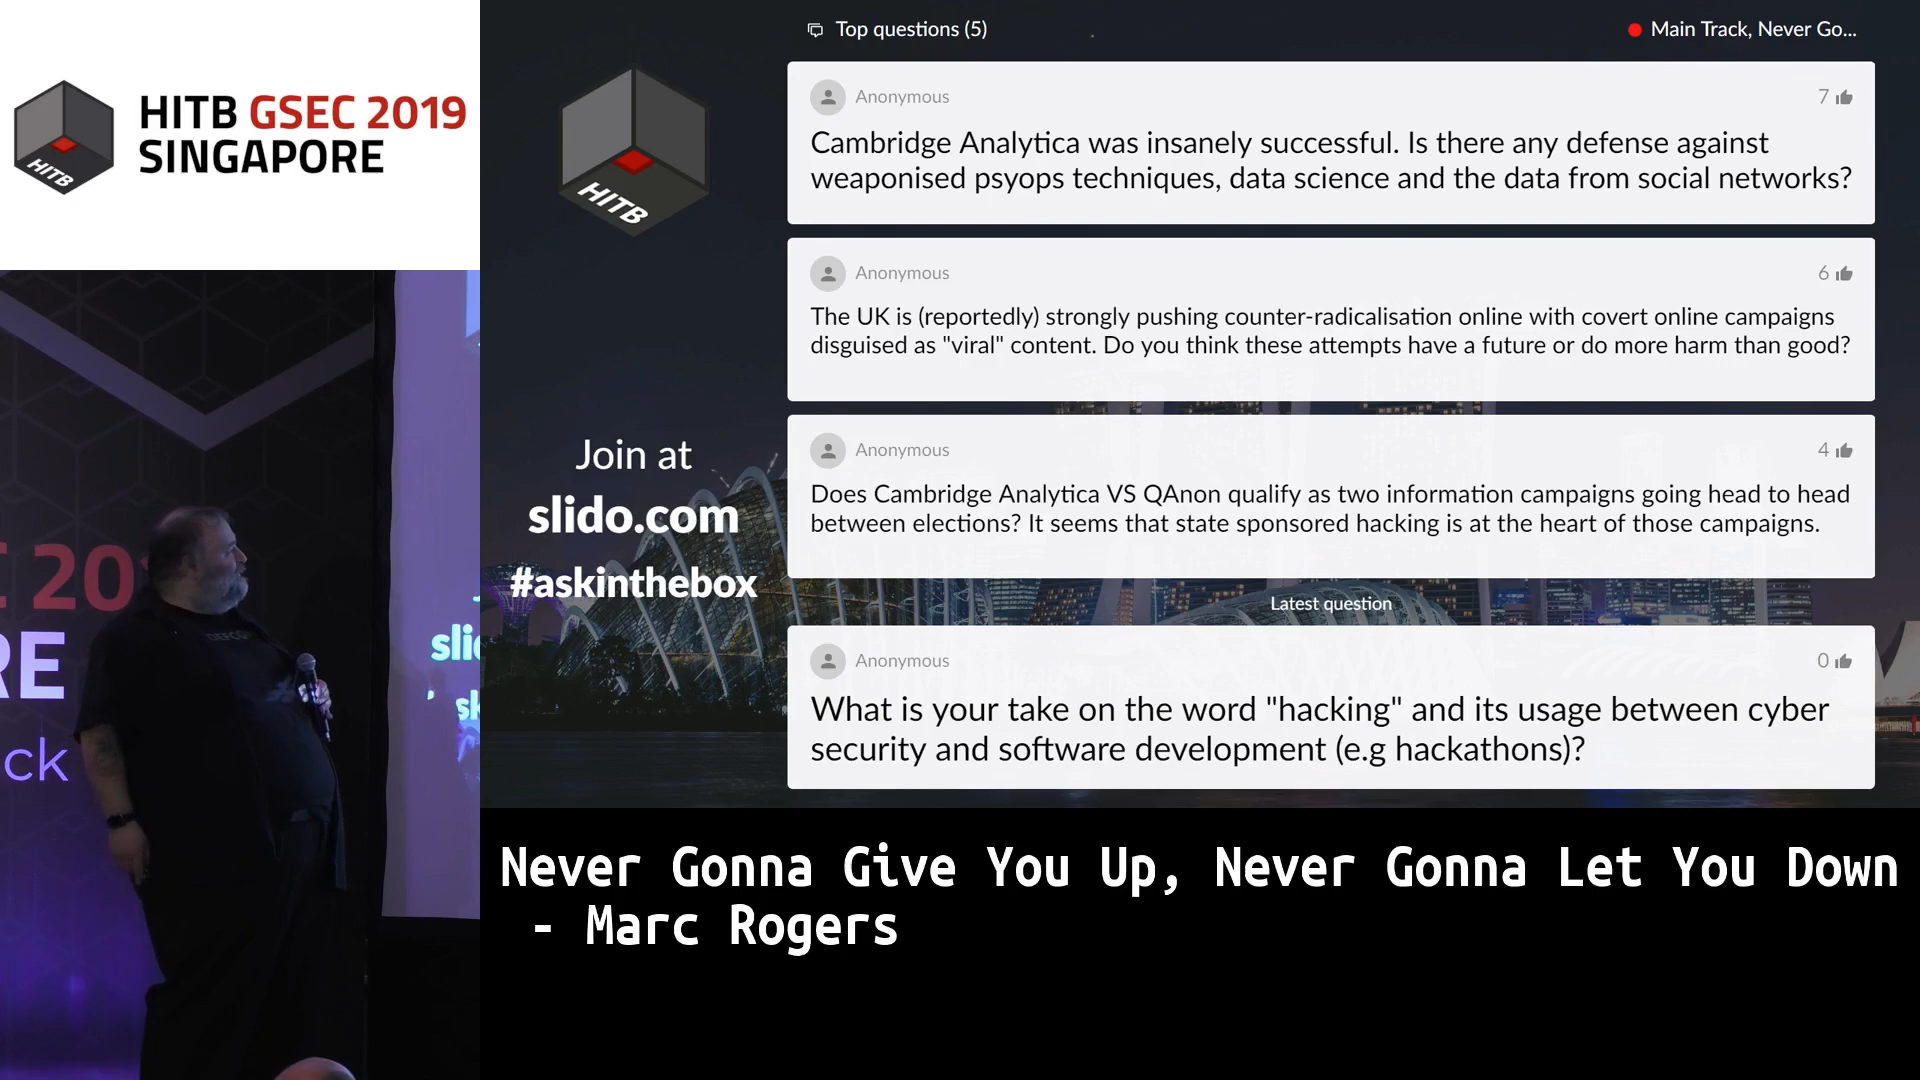 HITB GSEC 2019
SINGAPORE
HITB
Top questions (5)
Main Track, Never Go...
HITB
Join at
slido.com
#askinthebox
Anonymous
7
Cambridge Analytica was insanely successful. Is there any defense against
weaponised psyops techniques, data science and the data from social networks?
Anonymous
6
The UK is (reportedly) strongly pushing counter-radicalisation online with covert online campaigns
disguised as "viral" content. Do you think these attempts have a future or do more harm than good?
Anonymous
4
Does Cambridge Analytica VS QAnon qualify as two information campaigns going head to head
between elections? It seems that state sponsored hacking is at the heart of those campaigns.
Latest question
Anonymous
0
What is your take on the word "hacking" and its usage between cyber
security and software development (e.g hackathons)?
C 20
RE
ck
slid
sk
Never Gonna Give You Up, Never Gonna Let You Down
- Marc Rogers